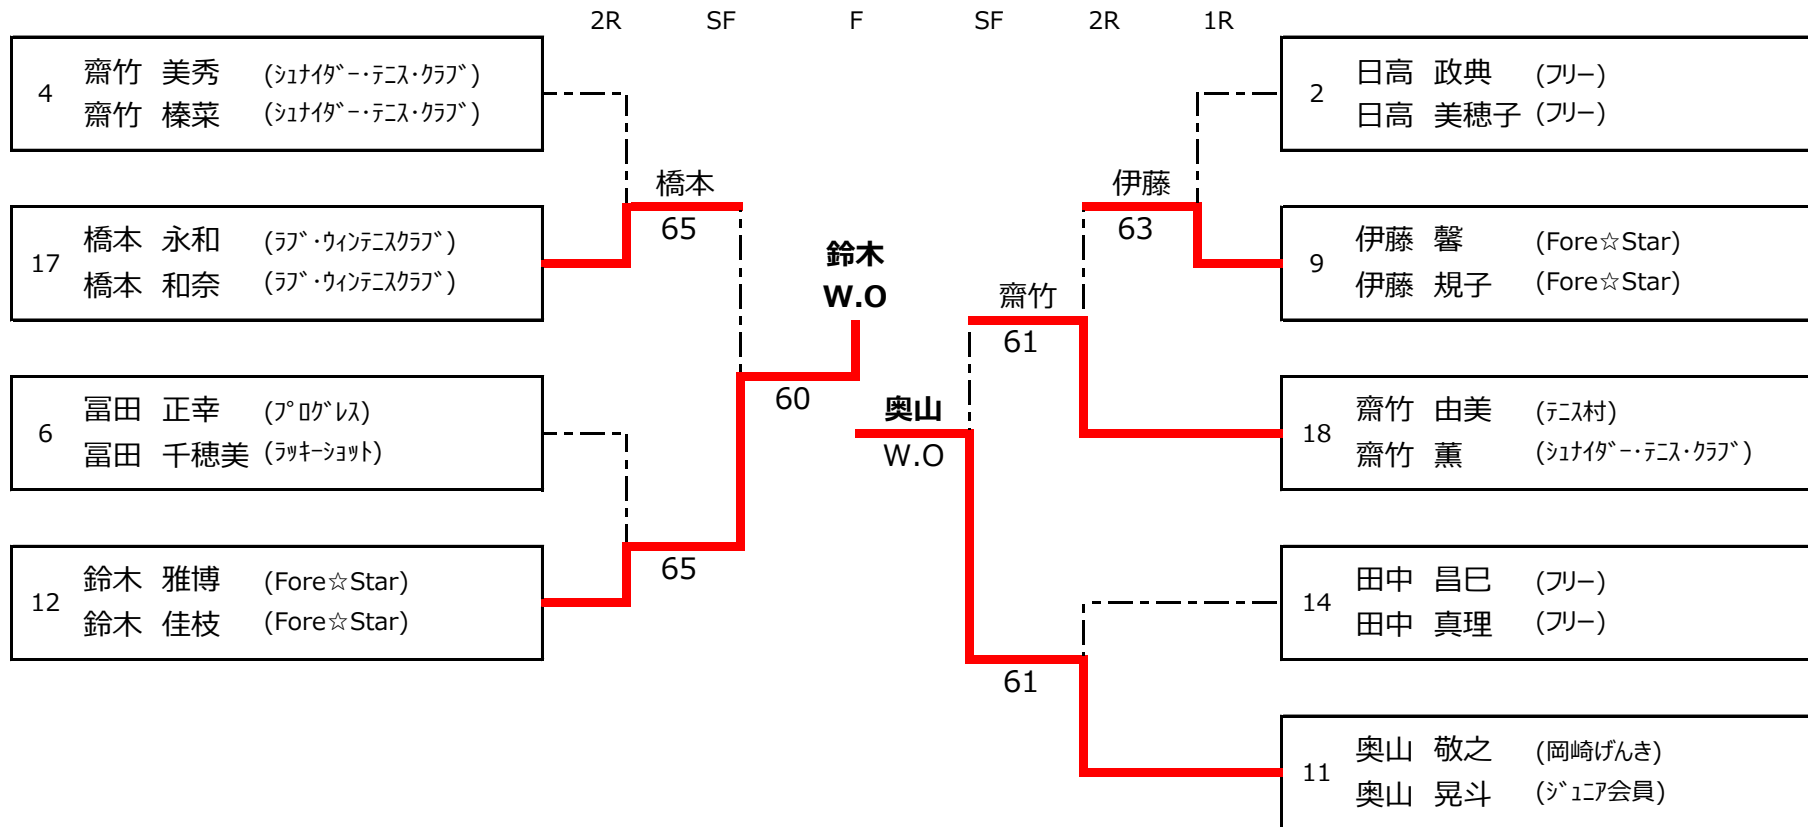 2R SF F SF 2R 1R
4 齋竹 美秀 (ｼｭﾅｲﾀﾞｰ･ﾃﾆｽ･ｸﾗﾌﾞ)
齋竹 榛菜 (ｼｭﾅｲﾀﾞｰ･ﾃﾆｽ･ｸﾗﾌﾞ)
2 日高 政典 (フリー)
日高 美穂子 (フリー)
橋本
65
伊藤
63
17 橋本 永和 (ﾗﾌﾞ･ｳｨﾝﾃﾆｽｸﾗﾌﾞ)
橋本 和奈 (ﾗﾌﾞ･ｳｨﾝﾃﾆｽｸﾗﾌﾞ)
鈴木
W.O
9 伊藤 馨 (Fore☆Star)
伊藤 規子 (Fore☆Star)
齋竹
61
6 冨田 正幸 (ﾌﾟﾛｸﾞﾚｽ)
冨田 千穂美 (ﾗｯｷｰｼｮｯﾄ)
60
奥山
W.O
18 齋竹 由美 (ﾃﾆｽ村)
齋竹 薫 (ｼｭﾅｲﾀﾞｰ･ﾃﾆｽ･ｸﾗﾌﾞ)
65
12 鈴木 雅博 (Fore☆Star)
鈴木 佳枝 (Fore☆Star)
14 田中 昌巳 (フリー)
田中 真理 (フリー)
61
11 奥山 敬之 (岡崎げんき)
奥山 晃斗 (ｼﾞｭﾆｱ会員)